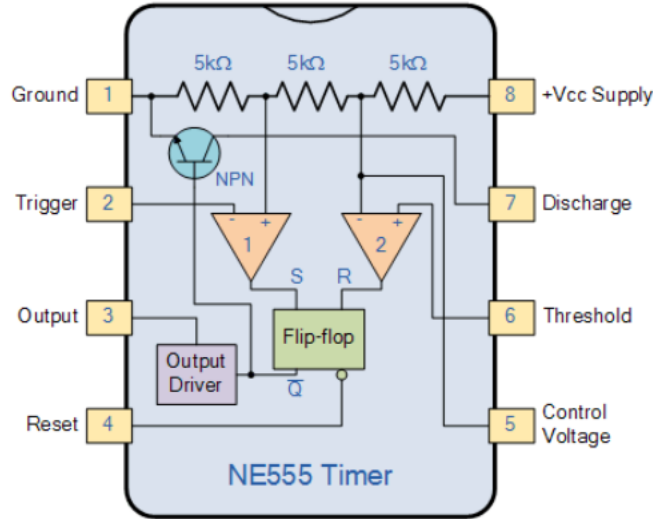 5kΩ 5kΩ 5kΩ
Ground 1
8 +Vcc Supply
NPN
Trigger 2
7 Discharge
- +
- +
1
2
S R
Output 3
6 Threshold
Flip-flop
Output
Driver
Q̅
Reset 4
5 Control
Voltage
NE555 Timer